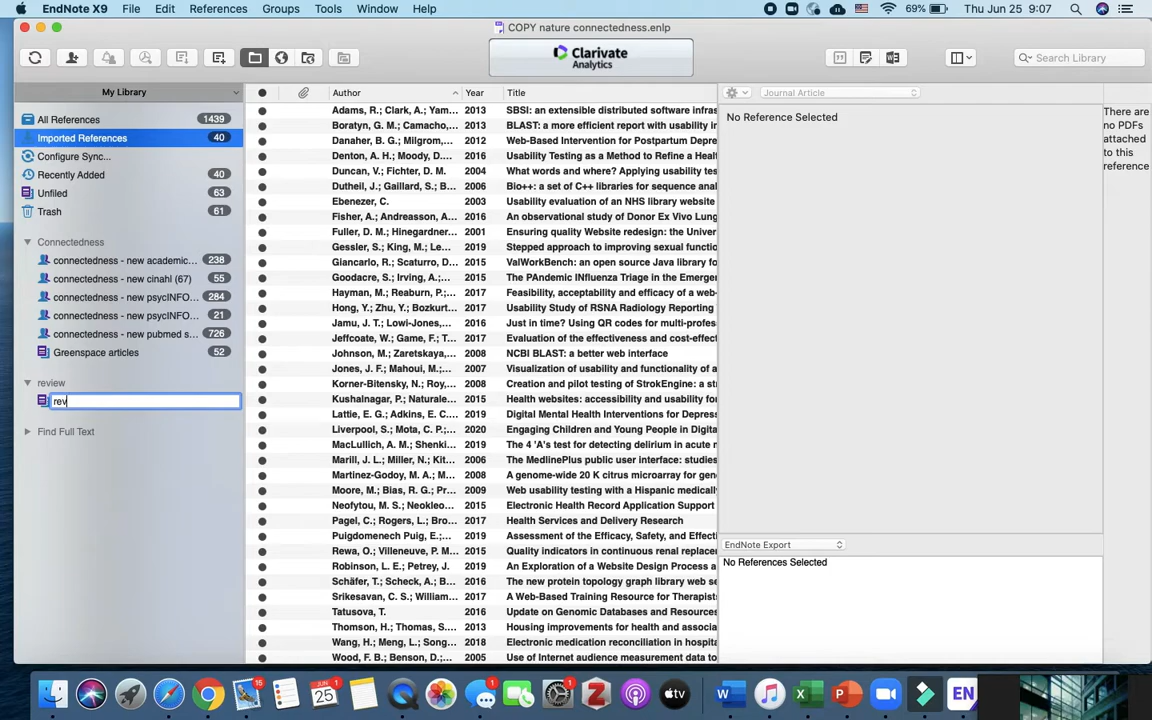 EndNote X9 File Edit References Groups Tools Window Help 69% Thu Jun 25 9:07
COPY nature connectedness.enlp
Clarivate
Analytics
Search Library
My Library
Author Year Title
Journal Article
All References 1439
Imported References 40
Configure Sync...
Recently Added 40
Unfiled 63
Trash 61
Connectedness
connectedness - new academic... 238
connectedness - new cinahl (67) 55
connectedness - new psycINFO... 284
connectedness - new psycINFO... 21
connectedness - new pubmed s... 726
Greenspace articles 52
review
rev
Find Full Text
Adams, R.; Clark, A.; Yam... 2013 SBSI: an extensible distributed software infras
Boratyn, G. M.; Camacho,... 2013 BLAST: a more efficient report with usability in
Danaher, B. G.; Milgrom,... 2012 Web-Based Intervention for Postpartum Depre
Denton, A. H.; Moody, D.... 2016 Usability Testing as a Method to Refine a Healt
Duncan, V.; Fichter, D. M. 2004 What words and where? Applying usability tes
Dutheil, J.; Gaillard, S.; B... 2006 Bio++: a set of C++ libraries for sequence anal
Ebenezer, C. 2003 Usability evaluation of an NHS library website
Fisher, A.; Andreasson, A... 2016 An observational study of Donor Ex Vivo Lung
Fuller, D. M.; Hinegardner... 2001 Ensuring quality Website redesign: the Univer
Gessler, S.; King, M.; Le... 2019 Stepped approach to improving sexual functio
Giancarlo, R.; Scaturro, D... 2015 ValWorkBench: an open source Java library fo
Goodacre, S.; Irving, A.;... 2015 The PAndemic INfluenza Triage in the Emerger
Hayman, M.; Reaburn, P.;... 2017 Feasibility, acceptability and efficacy of a web-
Hong, Y.; Zhu, Y.; Bozkurt... 2017 Usability Study of RSNA Radiology Reporting
Jamu, J. T.; Lowi-Jones,... 2016 Just in time? Using QR codes for multi-profes
Jeffcoate, W.; Game, F.; T... 2017 Evaluation of the effectiveness and cost-effect
Johnson, M.; Zaretskaya,... 2008 NCBI BLAST: a better web interface
Jones, J. F.; Mahoui, M.;... 2007 Visualization of usability and functionality of a
Korner-Bitensky, N.; Roy,... 2008 Creation and pilot testing of StrokEngine: a st
Kushalnagar, P.; Naturale... 2015 Health websites: accessibility and usability for
Lattie, E. G.; Adkins, E. C.... 2019 Digital Mental Health Interventions for Depress
Liverpool, S.; Mota, C. P.;... 2020 Engaging Children and Young People in Digita
MacLullich, A. M.; Shenki... 2019 The 4 'A's test for detecting delirium in acute m
Marill, J. L.; Miller, N.; Kit... 2006 The MedlinePlus public user interface: studies
Martinez-Godoy, M. A.; M... 2008 A genome-wide 20 K citrus microarray for gen
Moore, M.; Bias, R. G.; Pr... 2009 Web usability testing with a Hispanic medically
Neofytou, M. S.; Neokleo... 2015 Electronic Health Record Application Support
Pagel, C.; Rogers, L.; Bro... 2017 Health Services and Delivery Research
Puigdomenech Puig, E.;... 2019 Assessment of the Efficacy, Safety, and Effect
Rewa, O.; Villeneuve, P. M... 2015 Quality indicators in continuous renal replacer
Robinson, L. E.; Petrey, J. 2019 An Exploration of a Website Design Process a
Schäfer, T.; Scheck, A.; B... 2016 The new protein topology graph library web se
Srikesavan, C. S.; William... 2017 A Web-Based Training Resource for Therapists
Tatusova, T. 2016 Update on Genomic Databases and Resources
Thomson, H.; Thomas, S.... 2013 Housing improvements for health and associa
Wang, H.; Meng, L.; Song... 2018 Electronic medication reconciliation in hospita
Wood, F. B.; Benson, D.;... 2005 Use of Internet audience measurement data to
No Reference Selected
There are
no PDFs
attached
to this
reference
EndNote Export
No References Selected
25
15
1
1
1
tv
EN